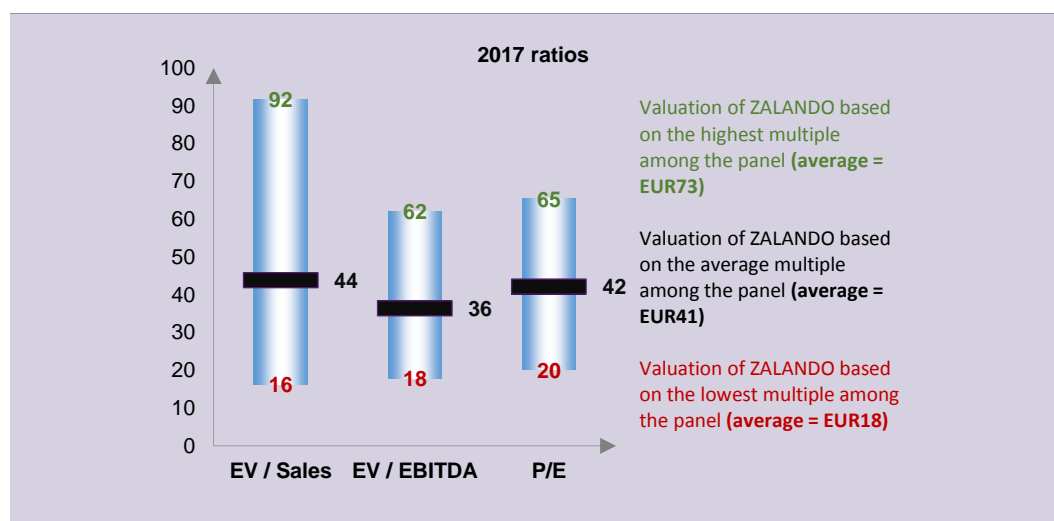 2017 ratios
100
90
80
70
60
50
40
30
20
10
0
92
44
16
62
36
18
65
42
20
EV / Sales
EV / EBITDA
P/E
Valuation of ZALANDO based
on the highest multiple
among the panel (average =
EUR73)
Valuation of ZALANDO based
on the average multiple
among the panel (average =
EUR41)
Valuation of ZALANDO based
on the lowest multiple among
the panel (average = EUR18)